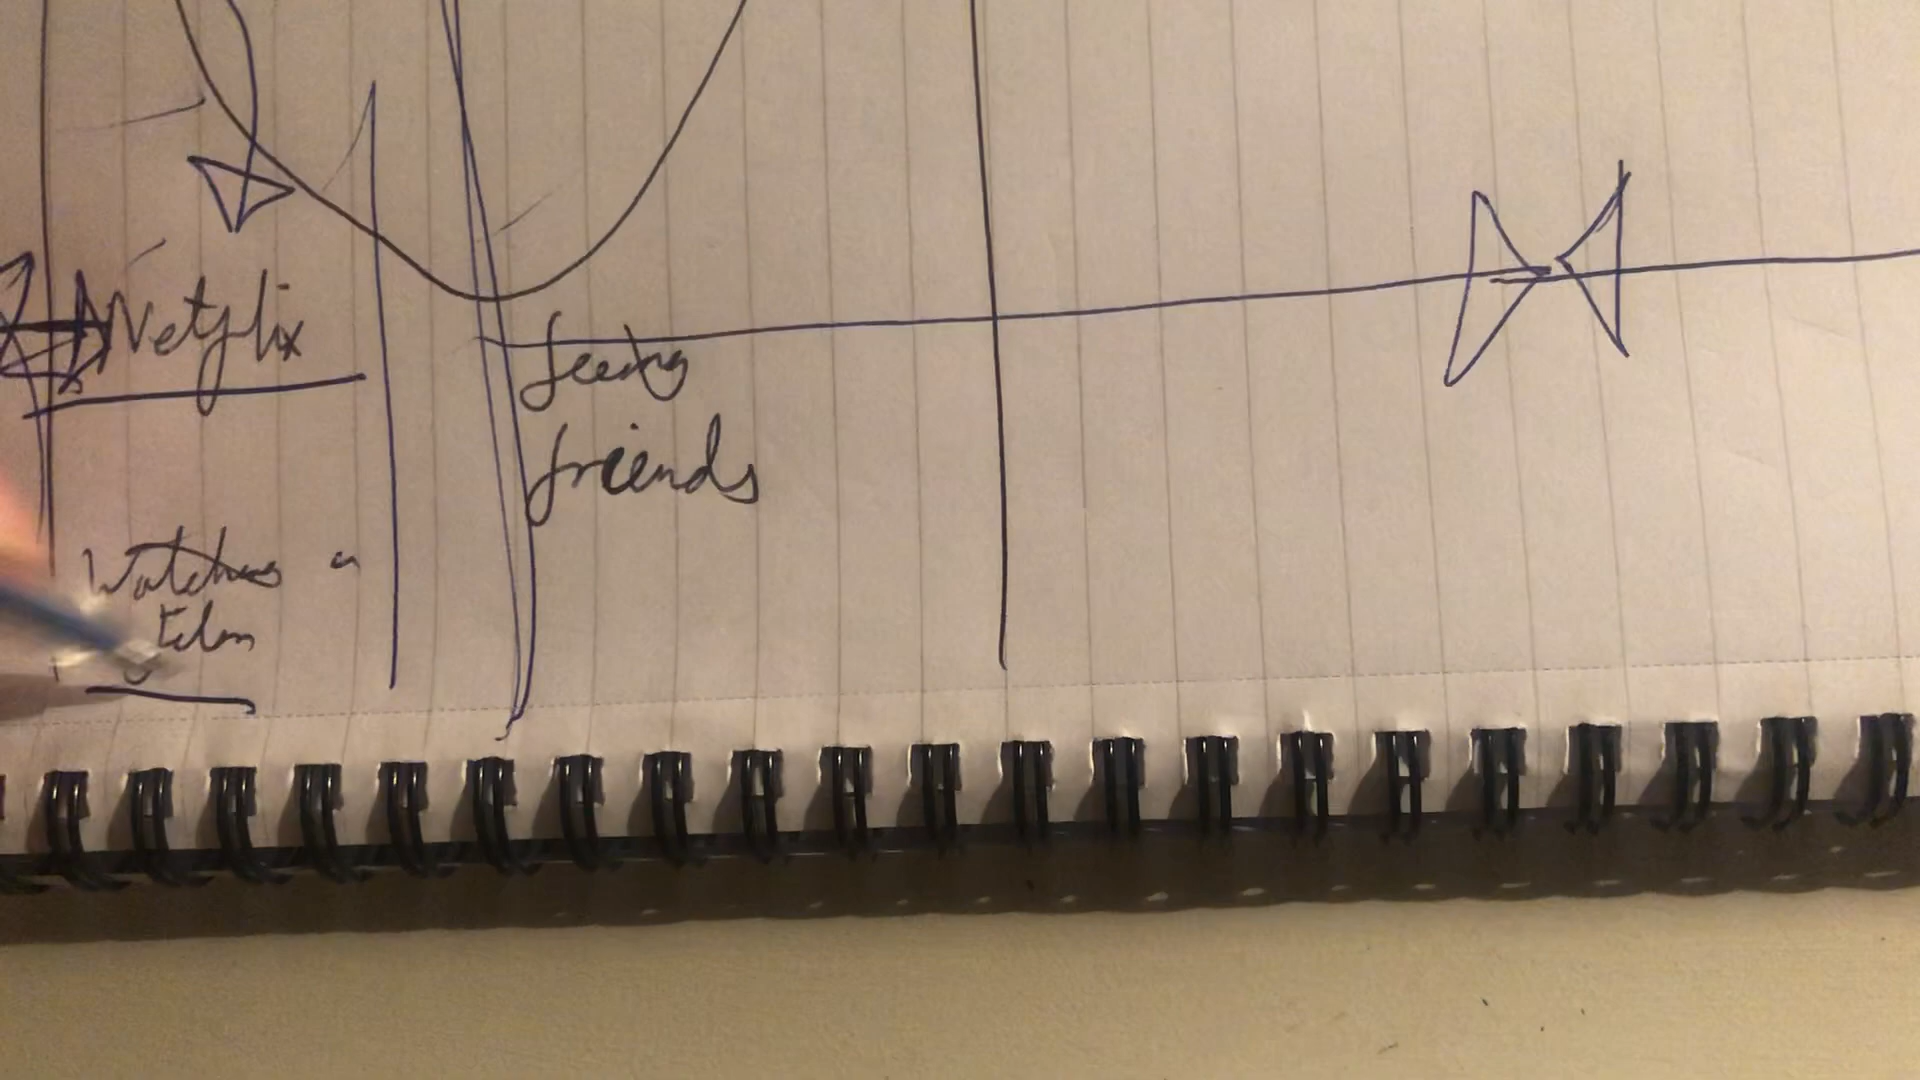 Netflix
seeing
friends
Watches a
film